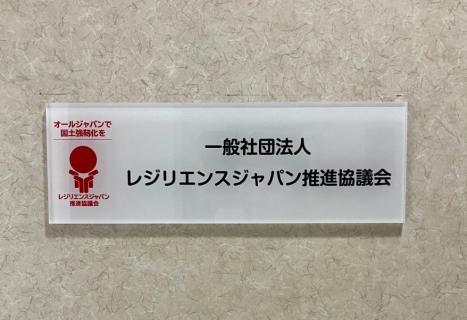 オールジャパンで
国土強靱化を
レジリエンスジャパン
推進協議会
一般社団法人
レジリエンスジャパン推進協議会